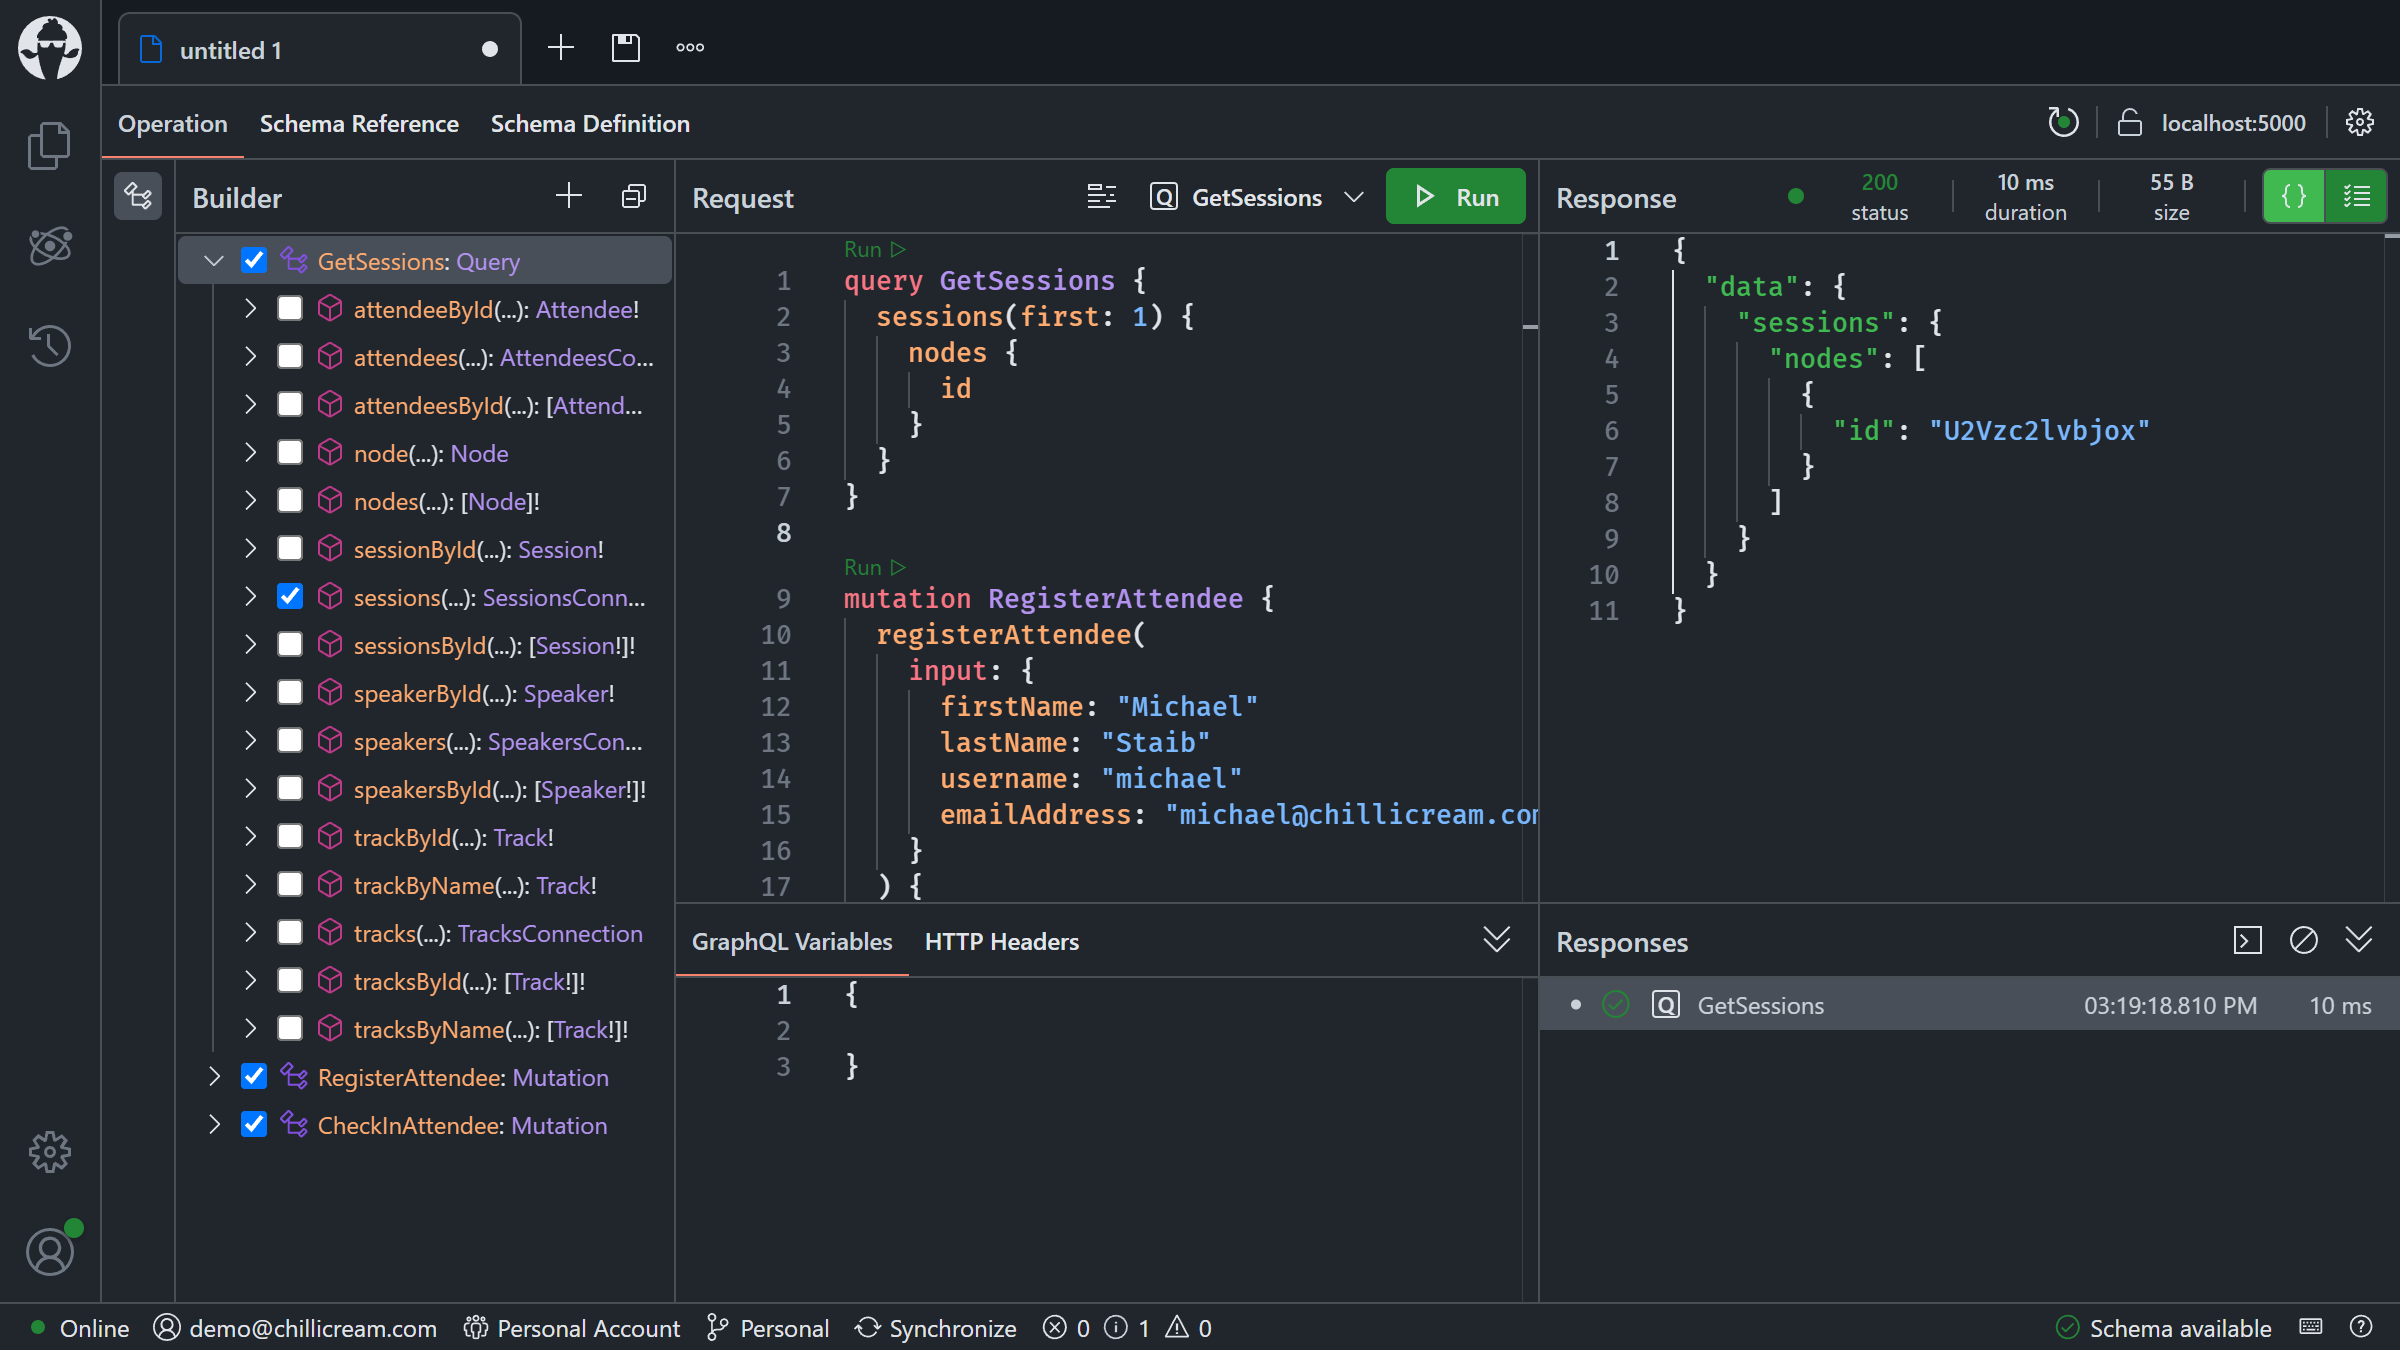 untitled 1
Operation
Schema Reference
Schema Definition
localhost:5000
Builder
GetSessions: Query
attendeeById(...): Attendee!
attendees(...): AttendeesCo...
attendeesById(...): [Attend...
node(...): Node
nodes(...): [Node]!
sessionById(...): Session!
sessions(...): SessionsConn...
sessionsById(...): [Session!]!
speakerById(...): Speaker!
speakers(...): SpeakersCon...
speakersById(...): [Speaker!]!
trackById(...): Track!
trackByName(...): Track!
tracks(...): TracksConnection
tracksById(...): [Track!]!
tracksByName(...): [Track!]!
RegisterAttendee: Mutation
CheckInAttendee: Mutation
Request
Q GetSessions
Run
Run
1 query GetSessions {
2 sessions(first: 1) {
3 nodes {
4 id
5 }
6 }
7 }
8
Run
9 mutation RegisterAttendee {
10 registerAttendee(
11 input: {
12 firstName: "Michael"
13 lastName: "Staib"
14 username: "michael"
15 emailAddress: "michael@chillicream.com
16 }
17 ) {
GraphQL Variables
HTTP Headers
1 {
2
3 }
Response
200 status
10 ms duration
55 B size
{}
1 {
2 "data": {
3 "sessions": {
4 "nodes": [
5 {
6 "id": "U2Vzc2lvbjox"
7 }
8 ]
9 }
10 }
11 }
Responses
Q GetSessions 03:19:18.810 PM 10 ms
Online demo@chillicream.com Personal Account Personal Synchronize 0 1 0 Schema available